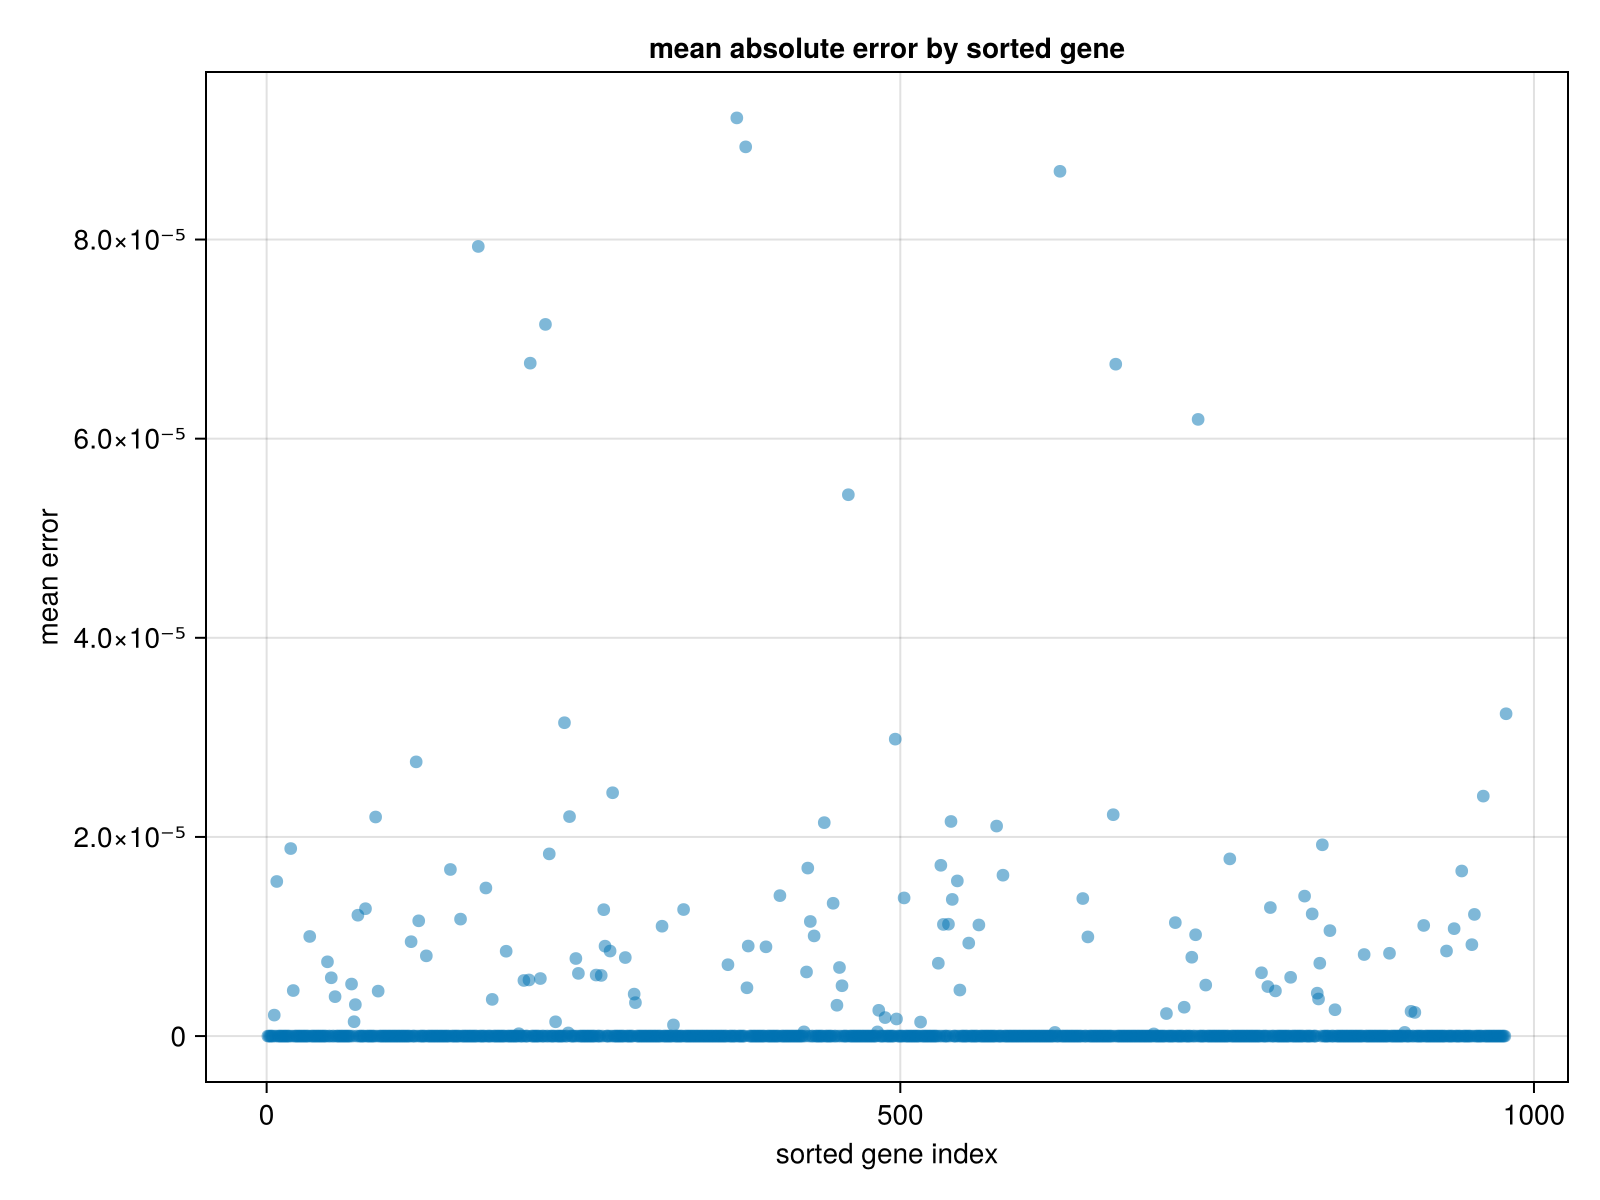 mean absolute error by sorted gene
mean error
8.0×10⁻⁵
6.0×10⁻⁵
4.0×10⁻⁵
2.0×10⁻⁵
0
0 500 1000
sorted gene index